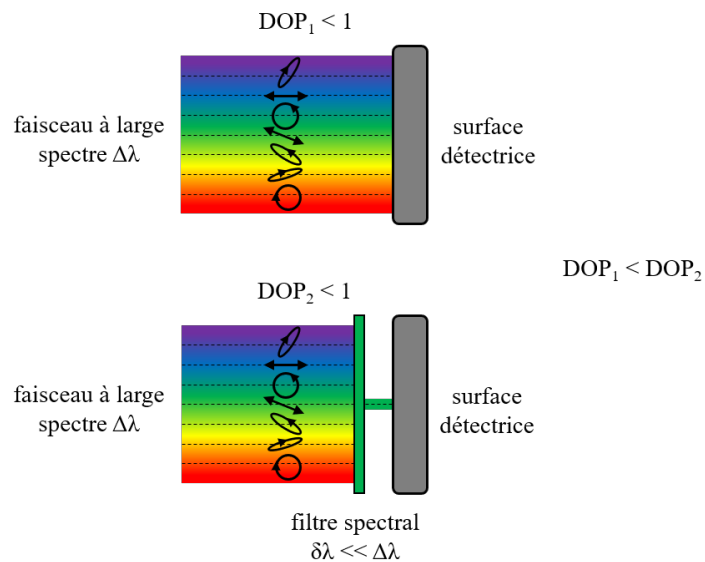 DOP₁ < 1
faisceau à large
spectre Δλ
surface
détectrice
DOP₁ < DOP₂
DOP₂ < 1
faisceau à large
spectre Δλ
surface
détectrice
filtre spectral
δλ << Δλ